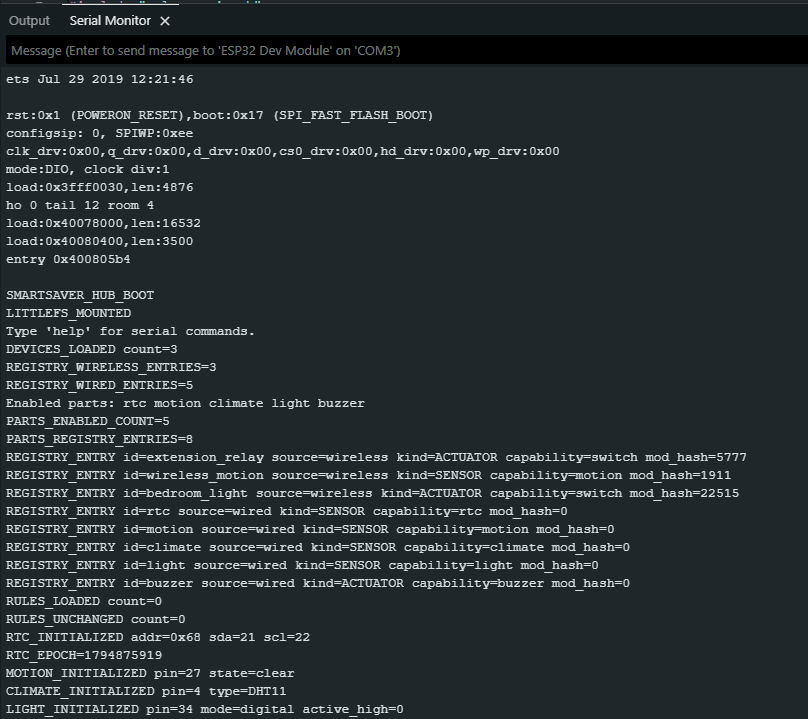 Output Serial Monitor
Message (Enter to send message to 'ESP32 Dev Module' on 'COM3')
ets Jul 29 2019 12:21:46
rst:0x1 (POWERON_RESET),boot:0x17 (SPI_FAST_FLASH_BOOT)
configsip: 0, SPIWP:0xee
clk_drv:0x00,q_drv:0x00,d_drv:0x00,cs0_drv:0x00,hd_drv:0x00,wp_drv:0x00
mode:DIO, clock div:1
load:0x3fff0030,len:4876
ho 0 tail 12 room 4
load:0x40078000,len:16532
load:0x40080400,len:3500
entry 0x400805b4
SMARTSAVER_HUB_BOOT
LITTLEFS_MOUNTED
Type 'help' for serial commands.
DEVICES_LOADED count=3
REGISTRY_WIRELESS_ENTRIES=3
REGISTRY_WIRED_ENTRIES=5
Enabled parts: rtc motion climate light buzzer
PARTS_ENABLED_COUNT=5
PARTS_REGISTRY_ENTRIES=8
REGISTRY_ENTRY id=extension_relay source=wireless kind=ACTUATOR capability=switch mod_hash=5777
REGISTRY_ENTRY id=wireless_motion source=wireless kind=SENSOR capability=motion mod_hash=1911
REGISTRY_ENTRY id=bedroom_light source=wireless kind=ACTUATOR capability=switch mod_hash=22515
REGISTRY_ENTRY id=rtc source=wired kind=SENSOR capability=rtc mod_hash=0
REGISTRY_ENTRY id=motion source=wired kind=SENSOR capability=motion mod_hash=0
REGISTRY_ENTRY id=climate source=wired kind=SENSOR capability=climate mod_hash=0
REGISTRY_ENTRY id=light source=wired kind=SENSOR capability=light mod_hash=0
REGISTRY_ENTRY id=buzzer source=wired kind=ACTUATOR capability=buzzer mod_hash=0
RULES_LOADED count=0
RULES_UNCHANGED count=0
RTC_INITIALIZED addr=0x68 sda=21 scl=22
RTC_EPOCH=1794875919
MOTION_INITIALIZED pin=27 state=clear
CLIMATE_INITIALIZED pin=4 type=DHT11
LIGHT_INITIALIZED pin=34 mode=digital active_high=0